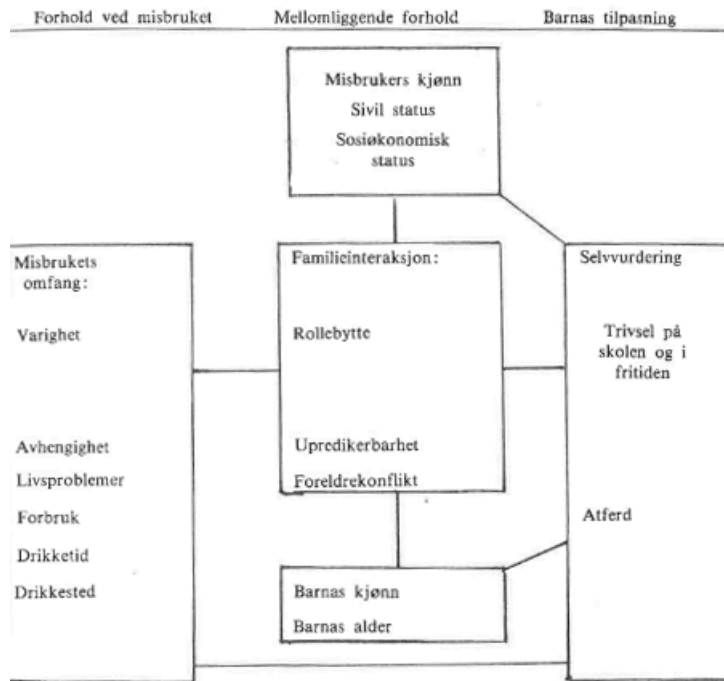 Forhold ved misbruket
Mellomliggende forhold
Barnas tilpasning
Misbrukers kjønn
Sivil status
Sosiøkonomisk
status
Misbrukets
omfang:
Varighet
Avhengighet
Livsproblemer
Forbruk
Drikketid
Drikkested
Familieinteraksjon:
Rollebytte
Upredikerbarhet
Foreldrekonflikt
Barnas kjønn
Barnas alder
Selvvurdering
Trivsel på
skolen og i
fritiden
Atferd